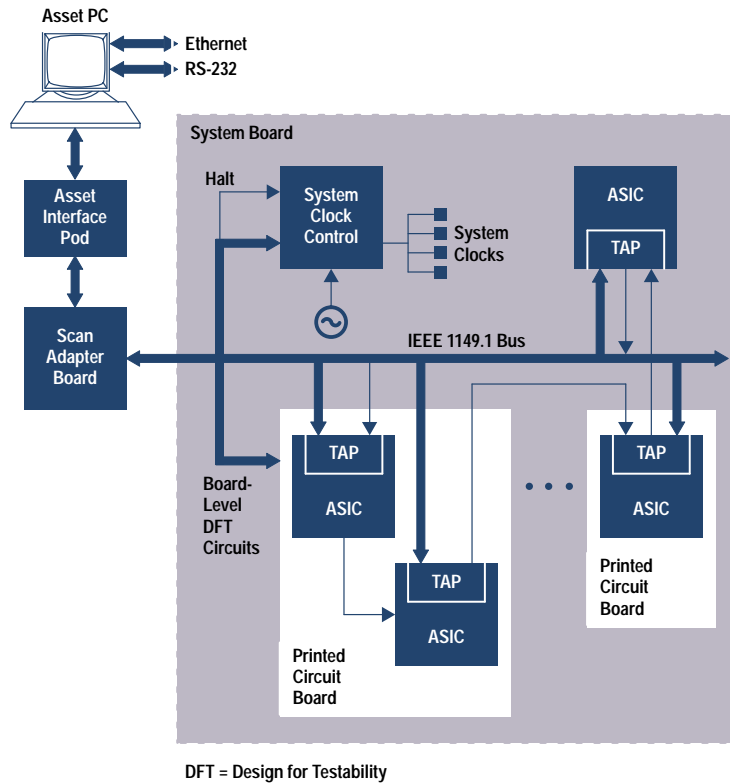 Asset PC
Ethernet
RS-232
System Board
Asset
Interface
Pod
Halt
System
Clock
Control
System
Clocks
ASIC
TAP
Scan
Adapter
Board
IEEE 1149.1 Bus
TAP
ASIC
Board-
Level
DFT
Circuits
TAP
ASIC
Printed
Circuit
Board
TAP
ASIC
Printed
Circuit
Board
DFT = Design for Testability